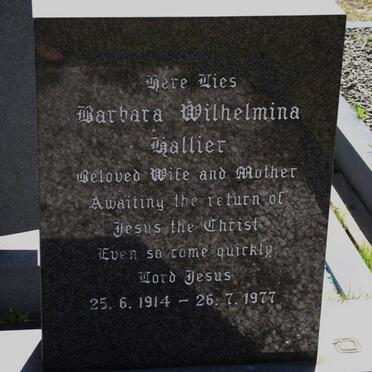 Here Lies
Barbara Wilhelmina
Hallier
Beloved Wife and Mother
Awaiting the return of
Jesus the Christ
Even so come quickly
Lord Jesus
25. 6. 1914 – 26. 7. 1977